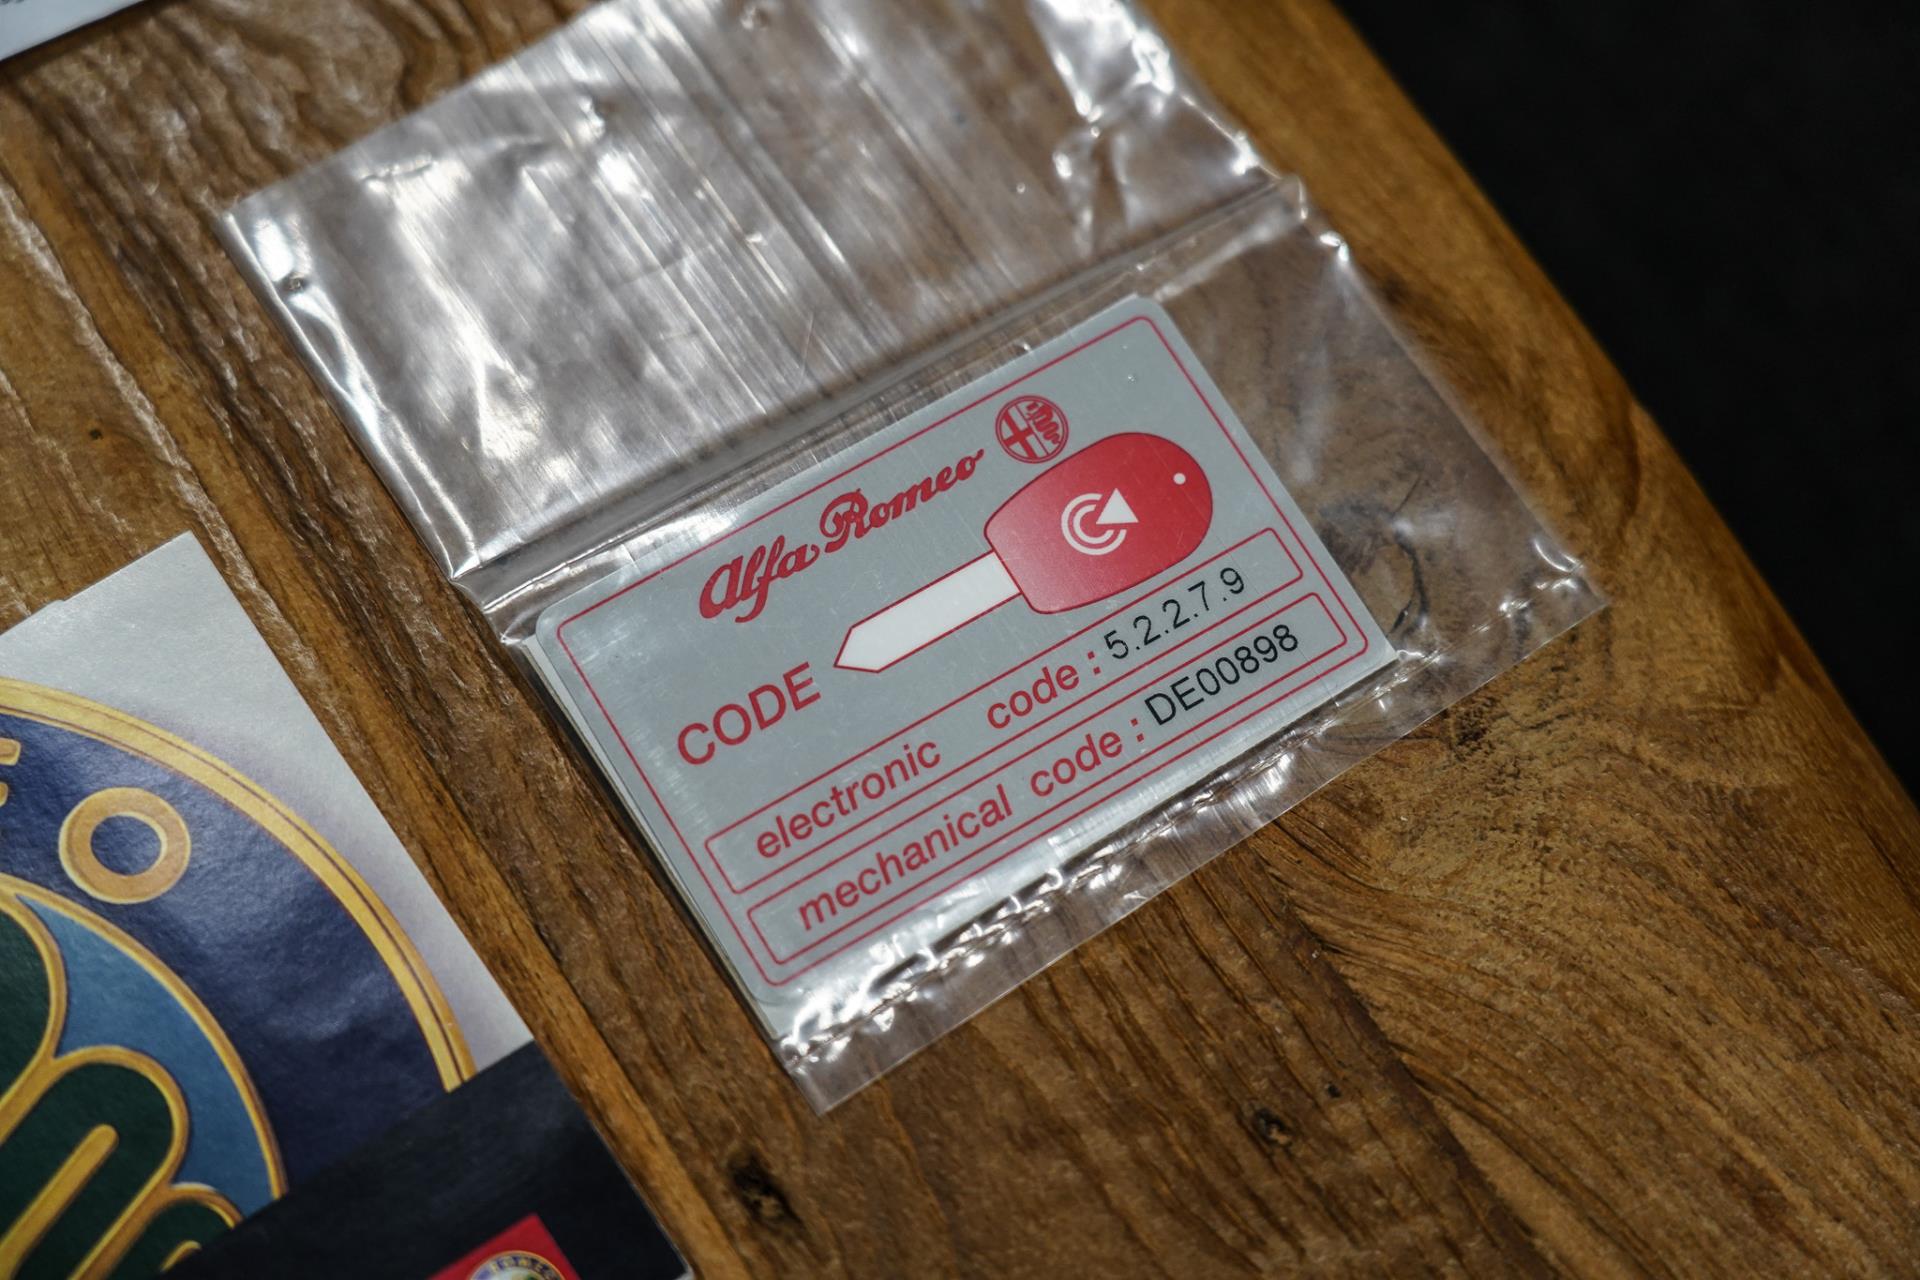 Alfa Romeo
CODE
electronic code : 5.2.2.7.9
mechanical code : DE00898